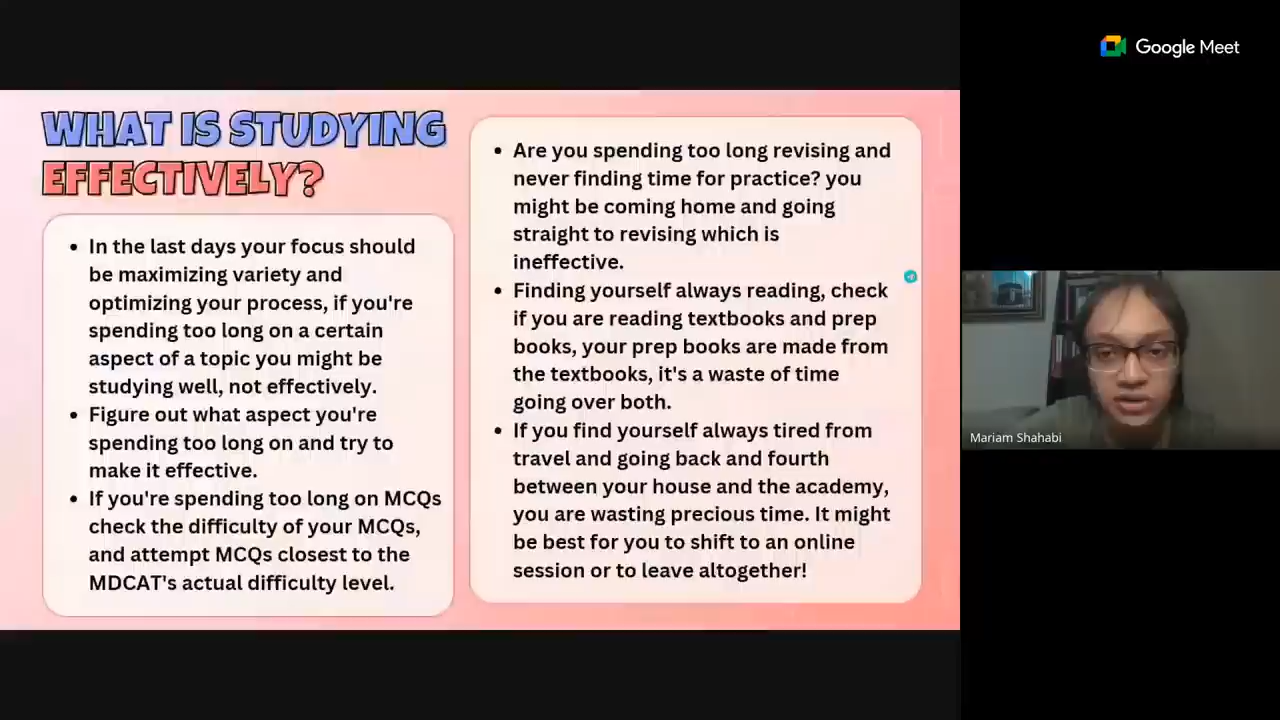 Google Meet
WHAT IS STUDYING
EFFECTIVELY?
• In the last days your focus should
be maximizing variety and
optimizing your process, if you're
spending too long on a certain
aspect of a topic you might be
studying well, not effectively.
• Figure out what aspect you're
spending too long on and try to
make it effective.
• If you're spending too long on MCQs
check the difficulty of your MCQs,
and attempt MCQs closest to the
MDCAT's actual difficulty level.
• Are you spending too long revising and
never finding time for practice? you
might be coming home and going
straight to revising which is
ineffective.
• Finding yourself always reading, check
if you are reading textbooks and prep
books, your prep books are made from
the textbooks, it's a waste of time
going over both.
• If you find yourself always tired from
travel and going back and fourth
between your house and the academy,
you are wasting precious time. It might
be best for you to shift to an online
session or to leave altogether!
Mariam Shahabi